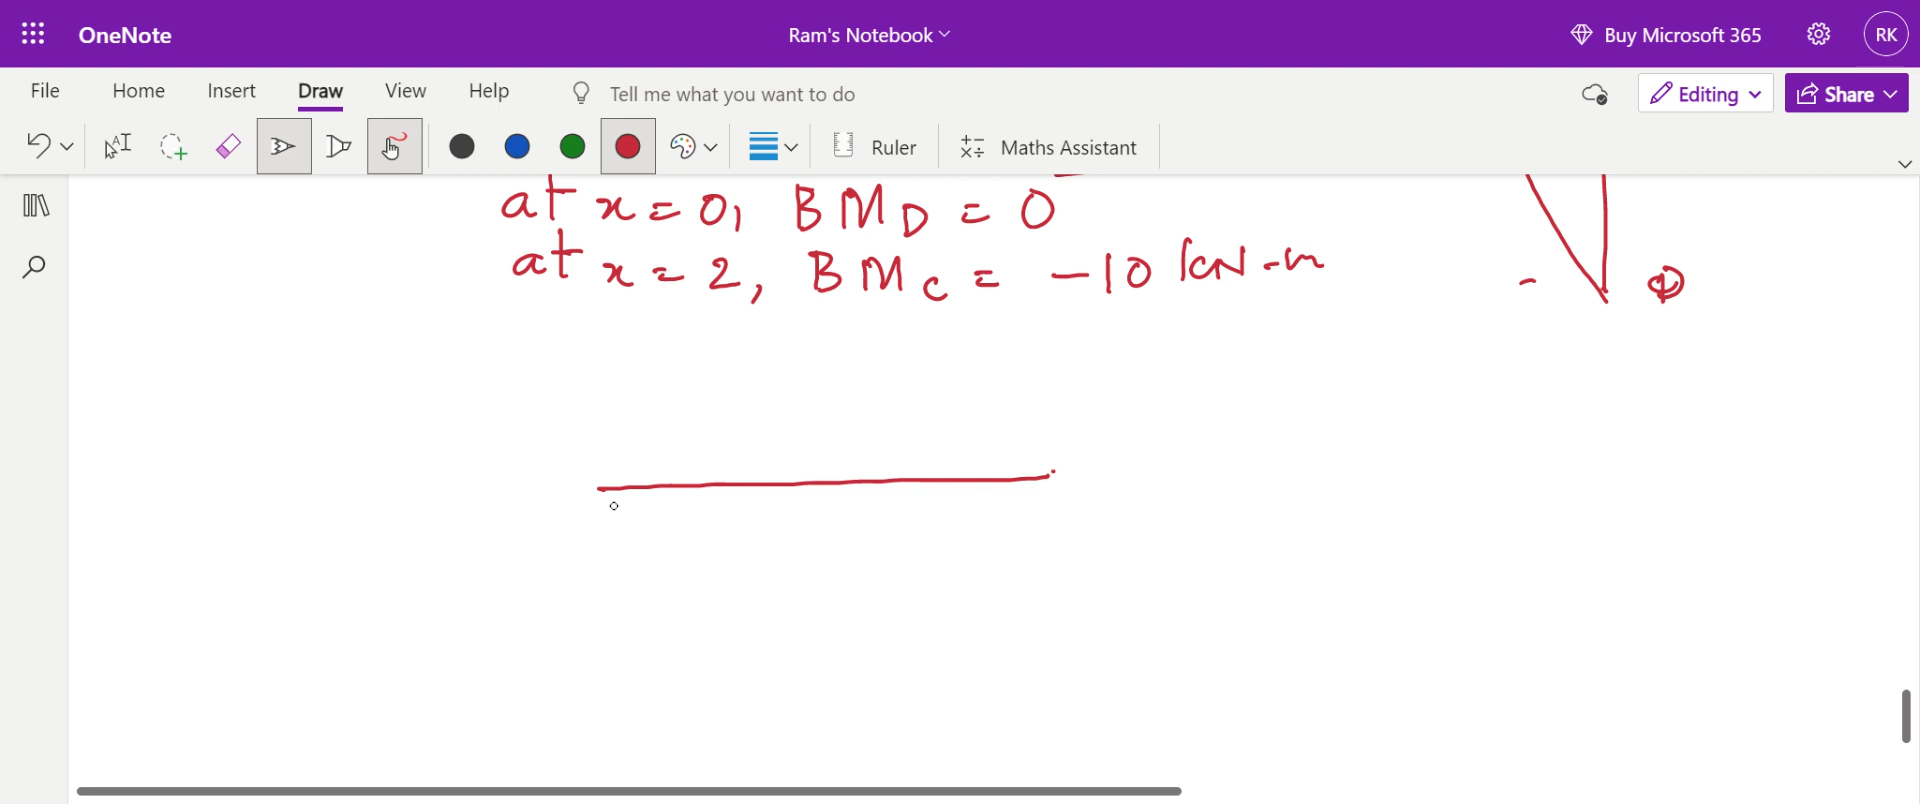 OneNote
Ram's Notebook
Buy Microsoft 365
RK
File Home Insert Draw View Help
Tell me what you want to do
Editing
Share
Ruler
Maths Assistant
at x = 0, BM_D = 0
at x = 2, BM_C = -10 kN-m